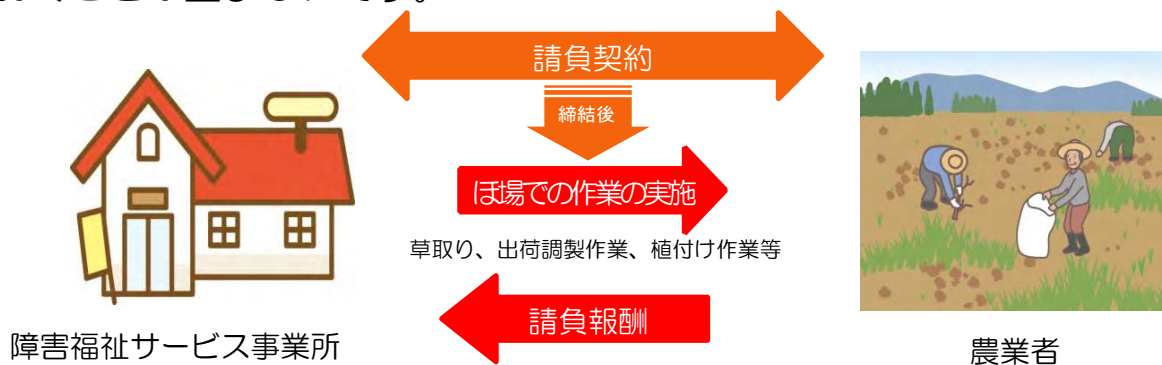 請負契約
締結後
ほ場での作業の実施
草取り、出荷調製作業、植付け作業等
請負報酬
障害福祉サービス事業所
農業者